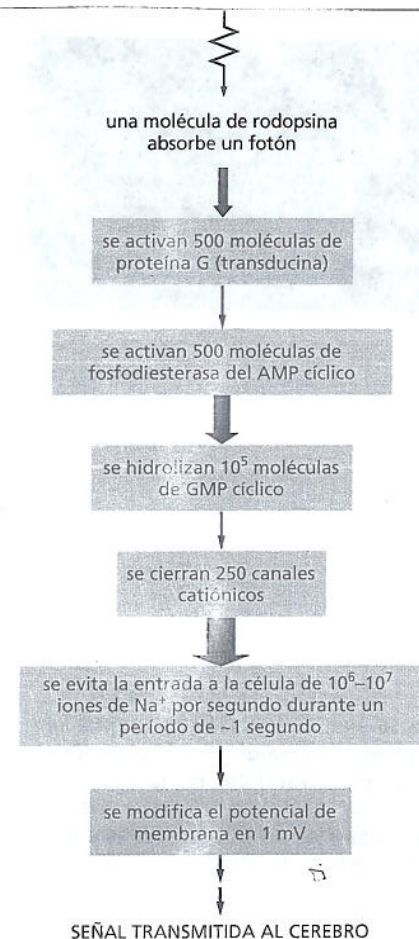 una molécula de rodopsina
absorbe un fotón
se activan 500 moléculas de
proteína G (transducina)
se activan 500 moléculas de
fosfodiesterasa del AMP cíclico
se hidrolizan 10⁵ moléculas
de GMP cíclico
se cierran 250 canales
catiónicos
se evita la entrada a la célula de 10⁶–10⁷
iones de Na⁺ por segundo durante un
período de ~1 segundo
se modifica el potencial de
membrana en 1 mV
SEÑAL TRANSMITIDA AL CEREBRO